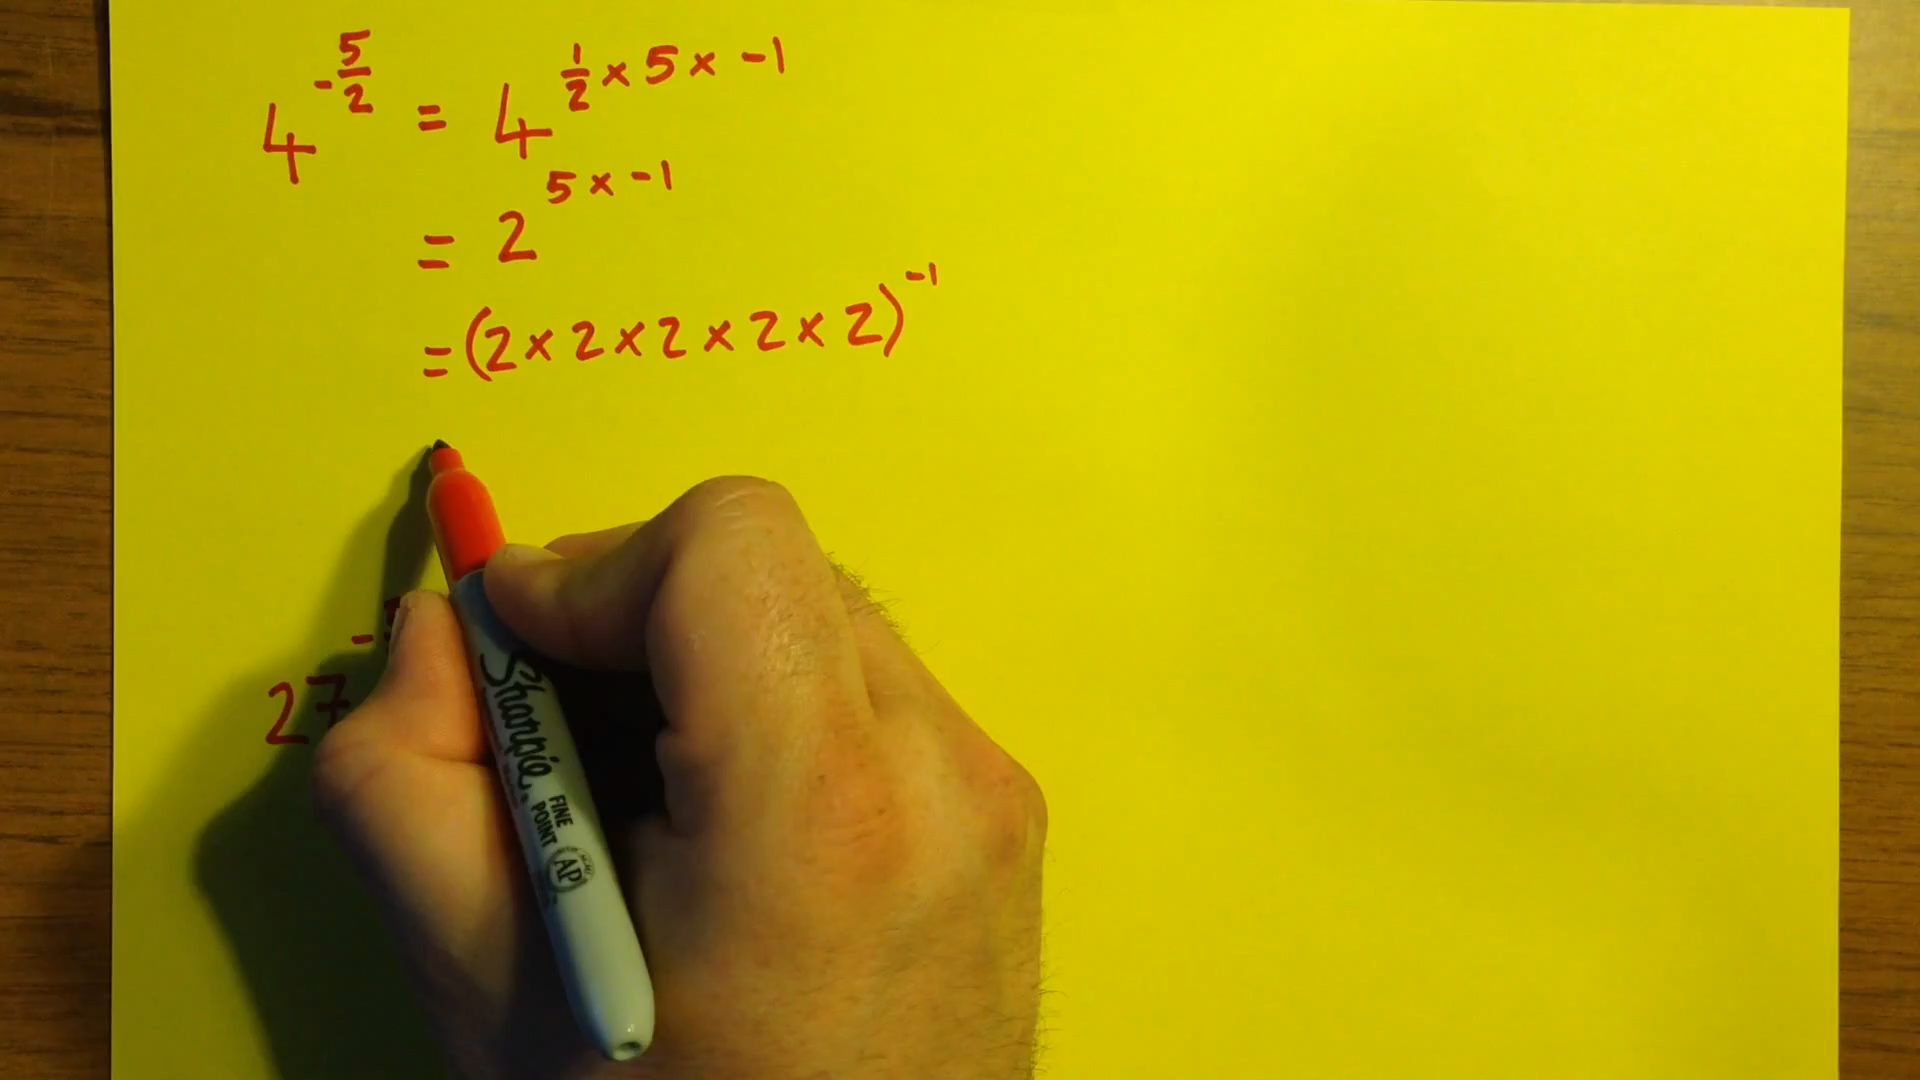 4^{-5/2} = 4^{1/2 × 5 × -1}
= 2^{5 × -1}
= (2 × 2 × 2 × 2 × 2)^{-1}
27^{-}
Sharpie.
FINE
POINT
AP